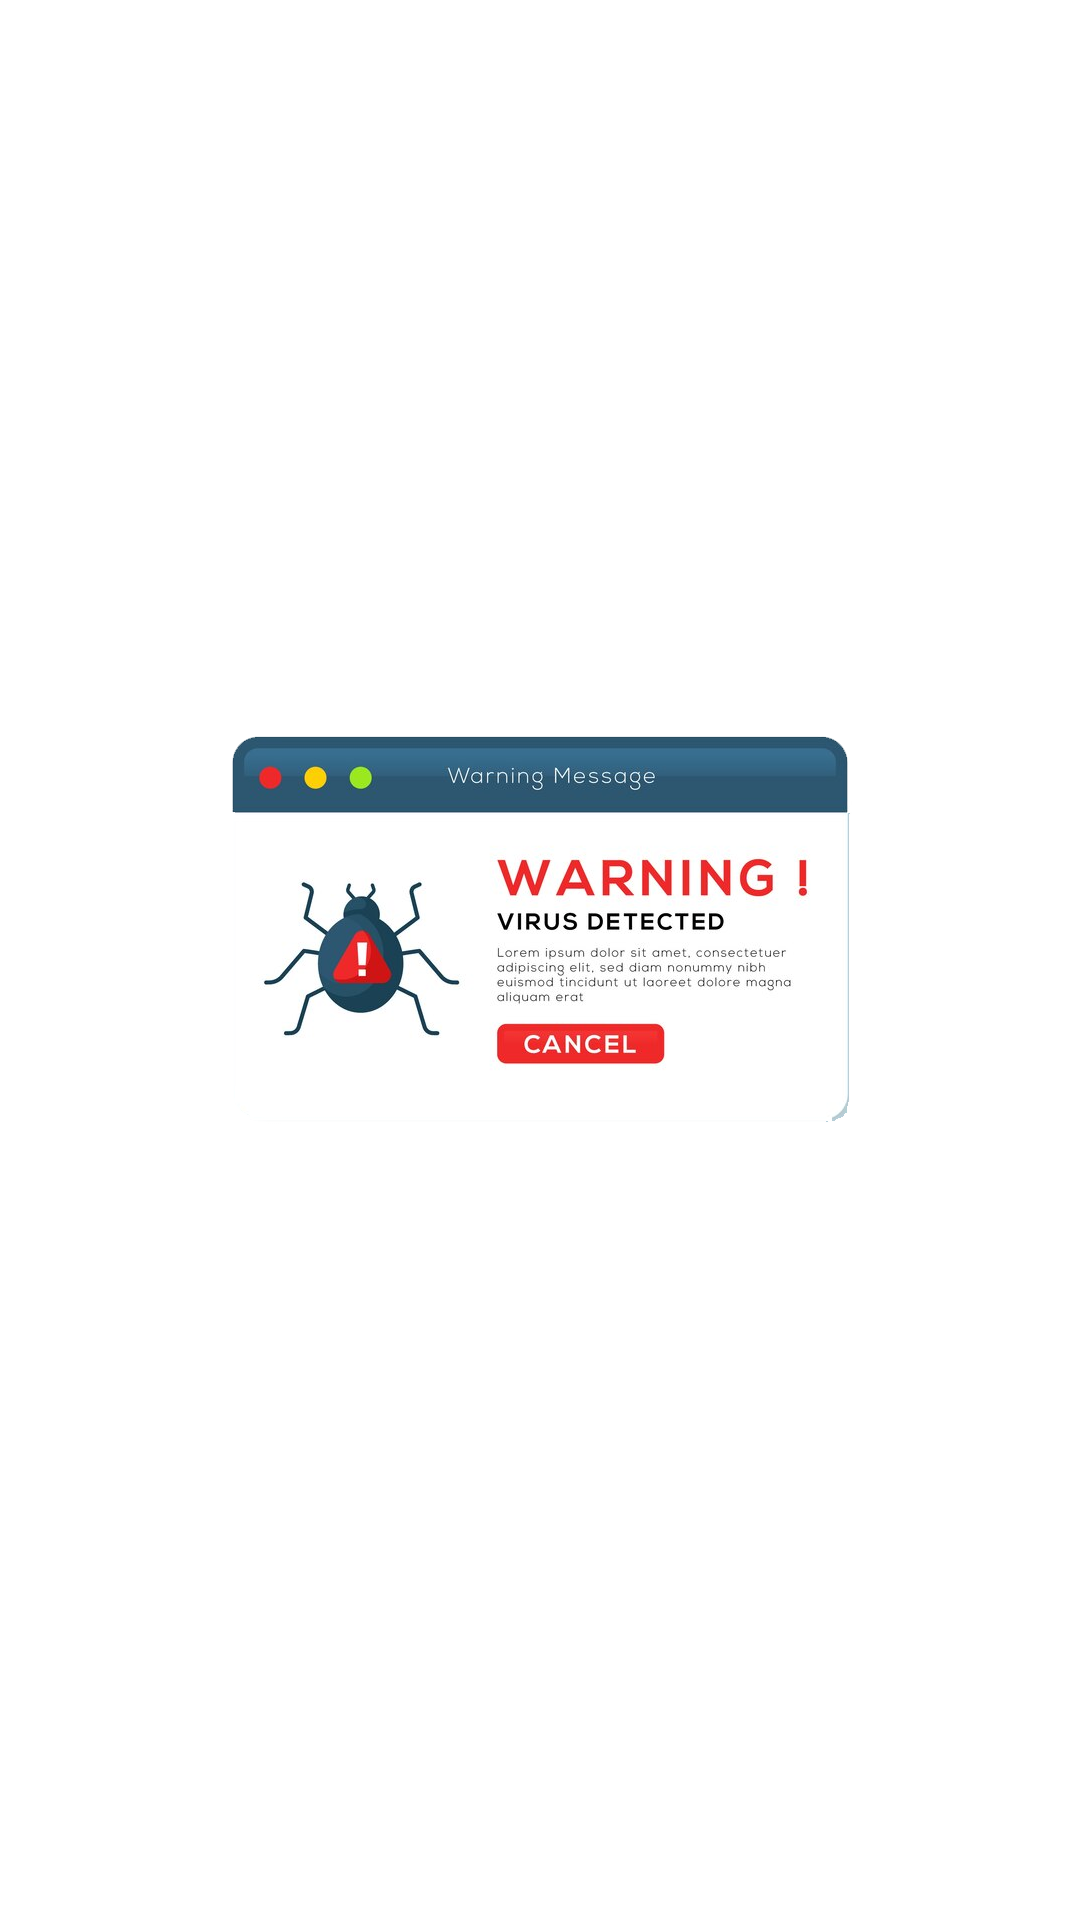 Warning Message
WARNING !
VIRUS DETECTED
Lorem ipsum dolor sit amet, consectetuer
adipiscing elit, sed diam nonummy nibh
euismod tincidunt ut laoreet dolore magna
aliquam erat
CANCEL